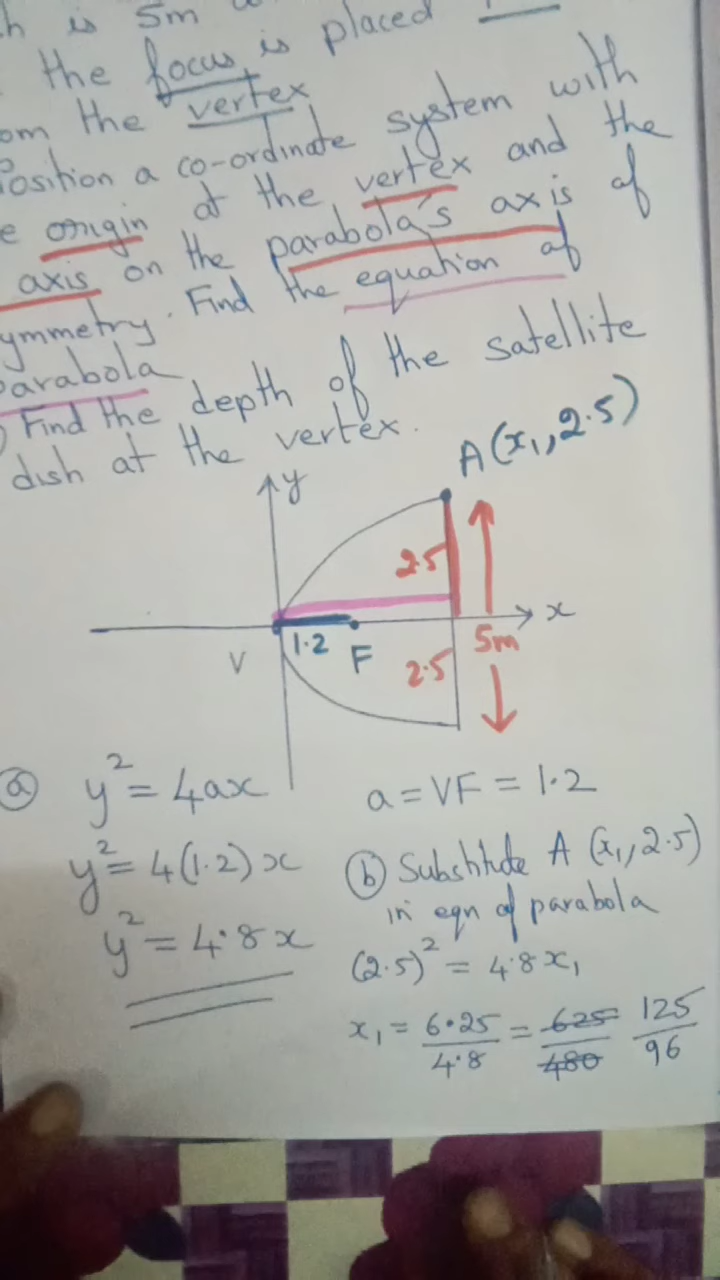 is 5m
the focus is placed
the vertex
Position a co-ordinate system with
origin at the vertex and the
axis on the parabola's axis of
symmetry. Find the equation of
parabola
Find the depth of the satellite
dish at the vertex.
A(x₁, 2.5)
y
2.5
x
1.2
V
F
2.5
5m
(a) y² = 4ax
a = VF = 1.2
y² = 4(1.2)x
y² = 4.8x
(b) Substitute A (x₁, 2.5)
in eqn of parabola
(2.5)² = 4.8x₁
x₁ = 6.25/4.8 = 625/480 125/96